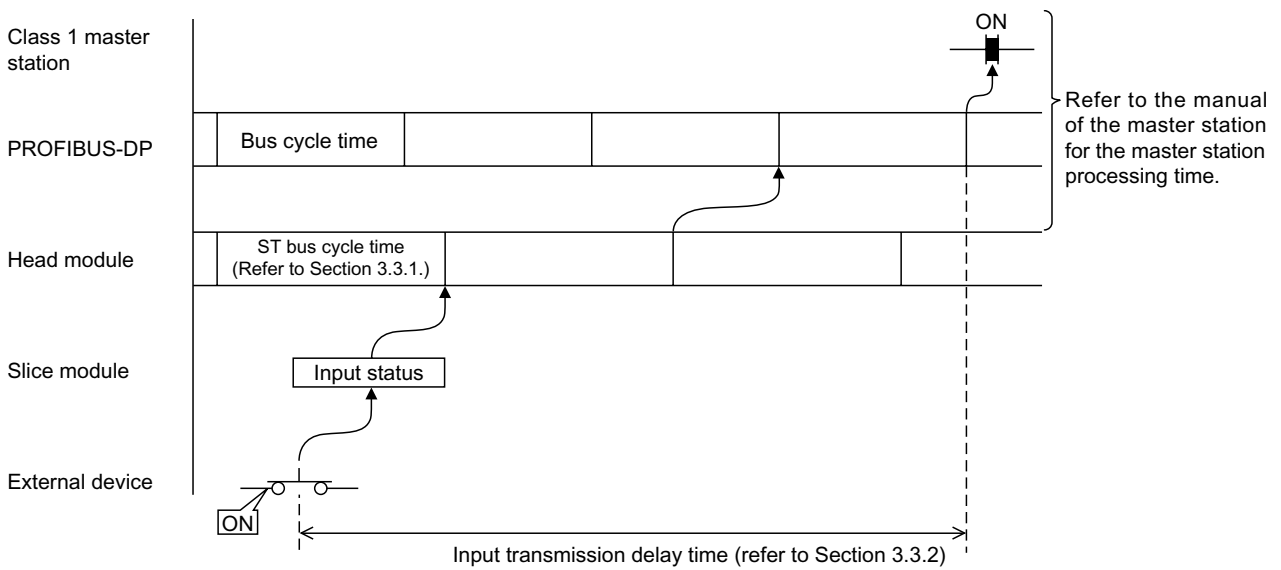 ON
Class 1 master
station
Refer to the manual
of the master station
for the master station
processing time.
PROFIBUS-DP
Bus cycle time
Head module
ST bus cycle time
(Refer to Section 3.3.1.)
Slice module
Input status
External device
ON
Input transmission delay time (refer to Section 3.3.2)